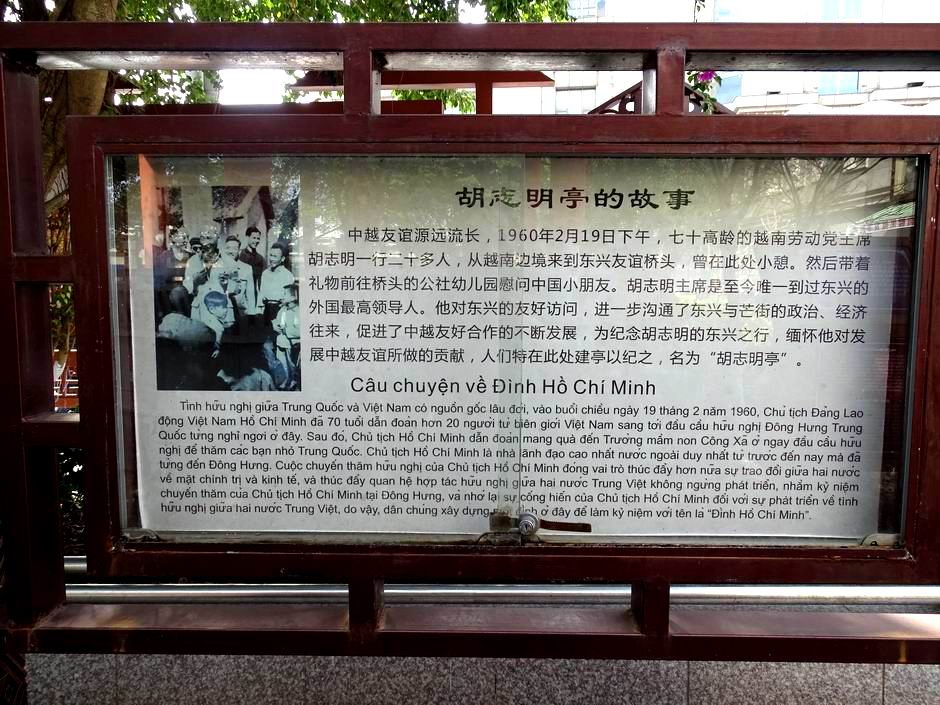 胡志明亭的故事
中越友谊源远流长，1960年2月19日下午，七十高龄的越南劳动党主席
胡志明一行二十多人，从越南边境来到东兴友谊桥头，曾在此处小憩。然后带着
礼物前往桥头的公社幼儿园慰问中国小朋友。胡志明主席是至今唯一到过东兴的
外国最高领导人。他对东兴的友好访问，进一步沟通了东兴与芒街的政治、经济
往来，促进了中越友好合作的不断发展，为纪念胡志明的东兴之行，缅怀他对发
展中越友谊所做的贡献，人们特在此处建亭以纪之，名为“胡志明亭”。
Câu chuyện về Đình Hồ Chí Minh
Tình hữu nghị giữa Trung Quốc và Việt Nam có nguồn gốc lâu đời, vào buổi chiều ngày 19 tháng 2 năm 1960, Chủ tịch Đảng Lao
động Việt Nam Hồ Chí Minh đã 70 tuổi dẫn đoàn hơn 20 người từ biên giới Việt Nam sang tới đầu cầu hữu nghị Đông Hưng Trung
Quốc từng nghỉ ngơi ở đây. Sau đó, Chủ tịch Hồ Chí Minh dẫn đoàn mang quà đến Trường mầm non Công Xã ở ngay đầu cầu hữu
nghị để thăm các bạn nhỏ Trung Quốc. Chủ tịch Hồ Chí Minh là nhà lãnh đạo cao nhất nước ngoài duy nhất từ trước đến nay mà đã
từng đến Đông Hưng. Cuộc chuyến thăm hữu nghị của Chủ tịch Hồ Chí Minh đóng vai trò thúc đẩy hơn nữa sự trao đổi giữa hai nước
về mặt chính trị và kinh tế, và thúc đẩy quan hệ hợp tác hữu nghị giữa hai nước Trung Việt không ngừng phát triển, nhằm kỷ niệm
chuyến thăm của Chủ tịch Hồ Chí Minh tại Đông Hưng, và nhớ lại sự cống hiến của Chủ tịch Hồ Chí Minh đối với sự phát triển về tình
hữu nghị giữa hai nước Trung Việt, do vậy, dân chúng xây dựng đình ở đây để làm kỷ niệm với tên là “Đình Hồ Chí Minh”.